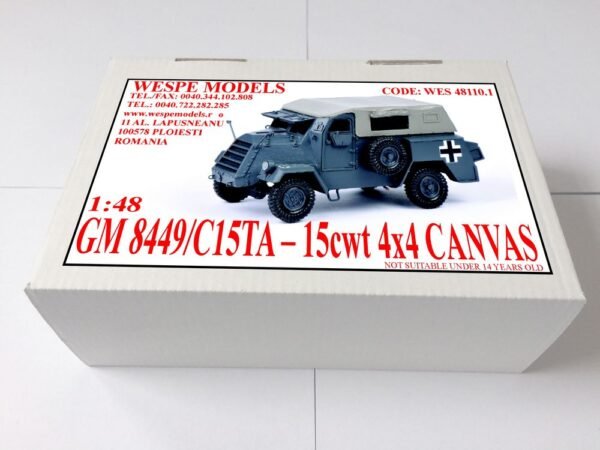 WESPE MODELS
CODE: WES 48110.1
TEL./FAX: 0040.344.102.808
TEL.: 0040.722.282.285
www.wespemodels.r o
11 AL. LAPUSNEANU
100578 PLOIESTI
ROMANIA
1:48
GM 8449/C15TA – 15cwt 4x4 CANVAS
NOT SUITABLE UNDER 14 YEARS OLD